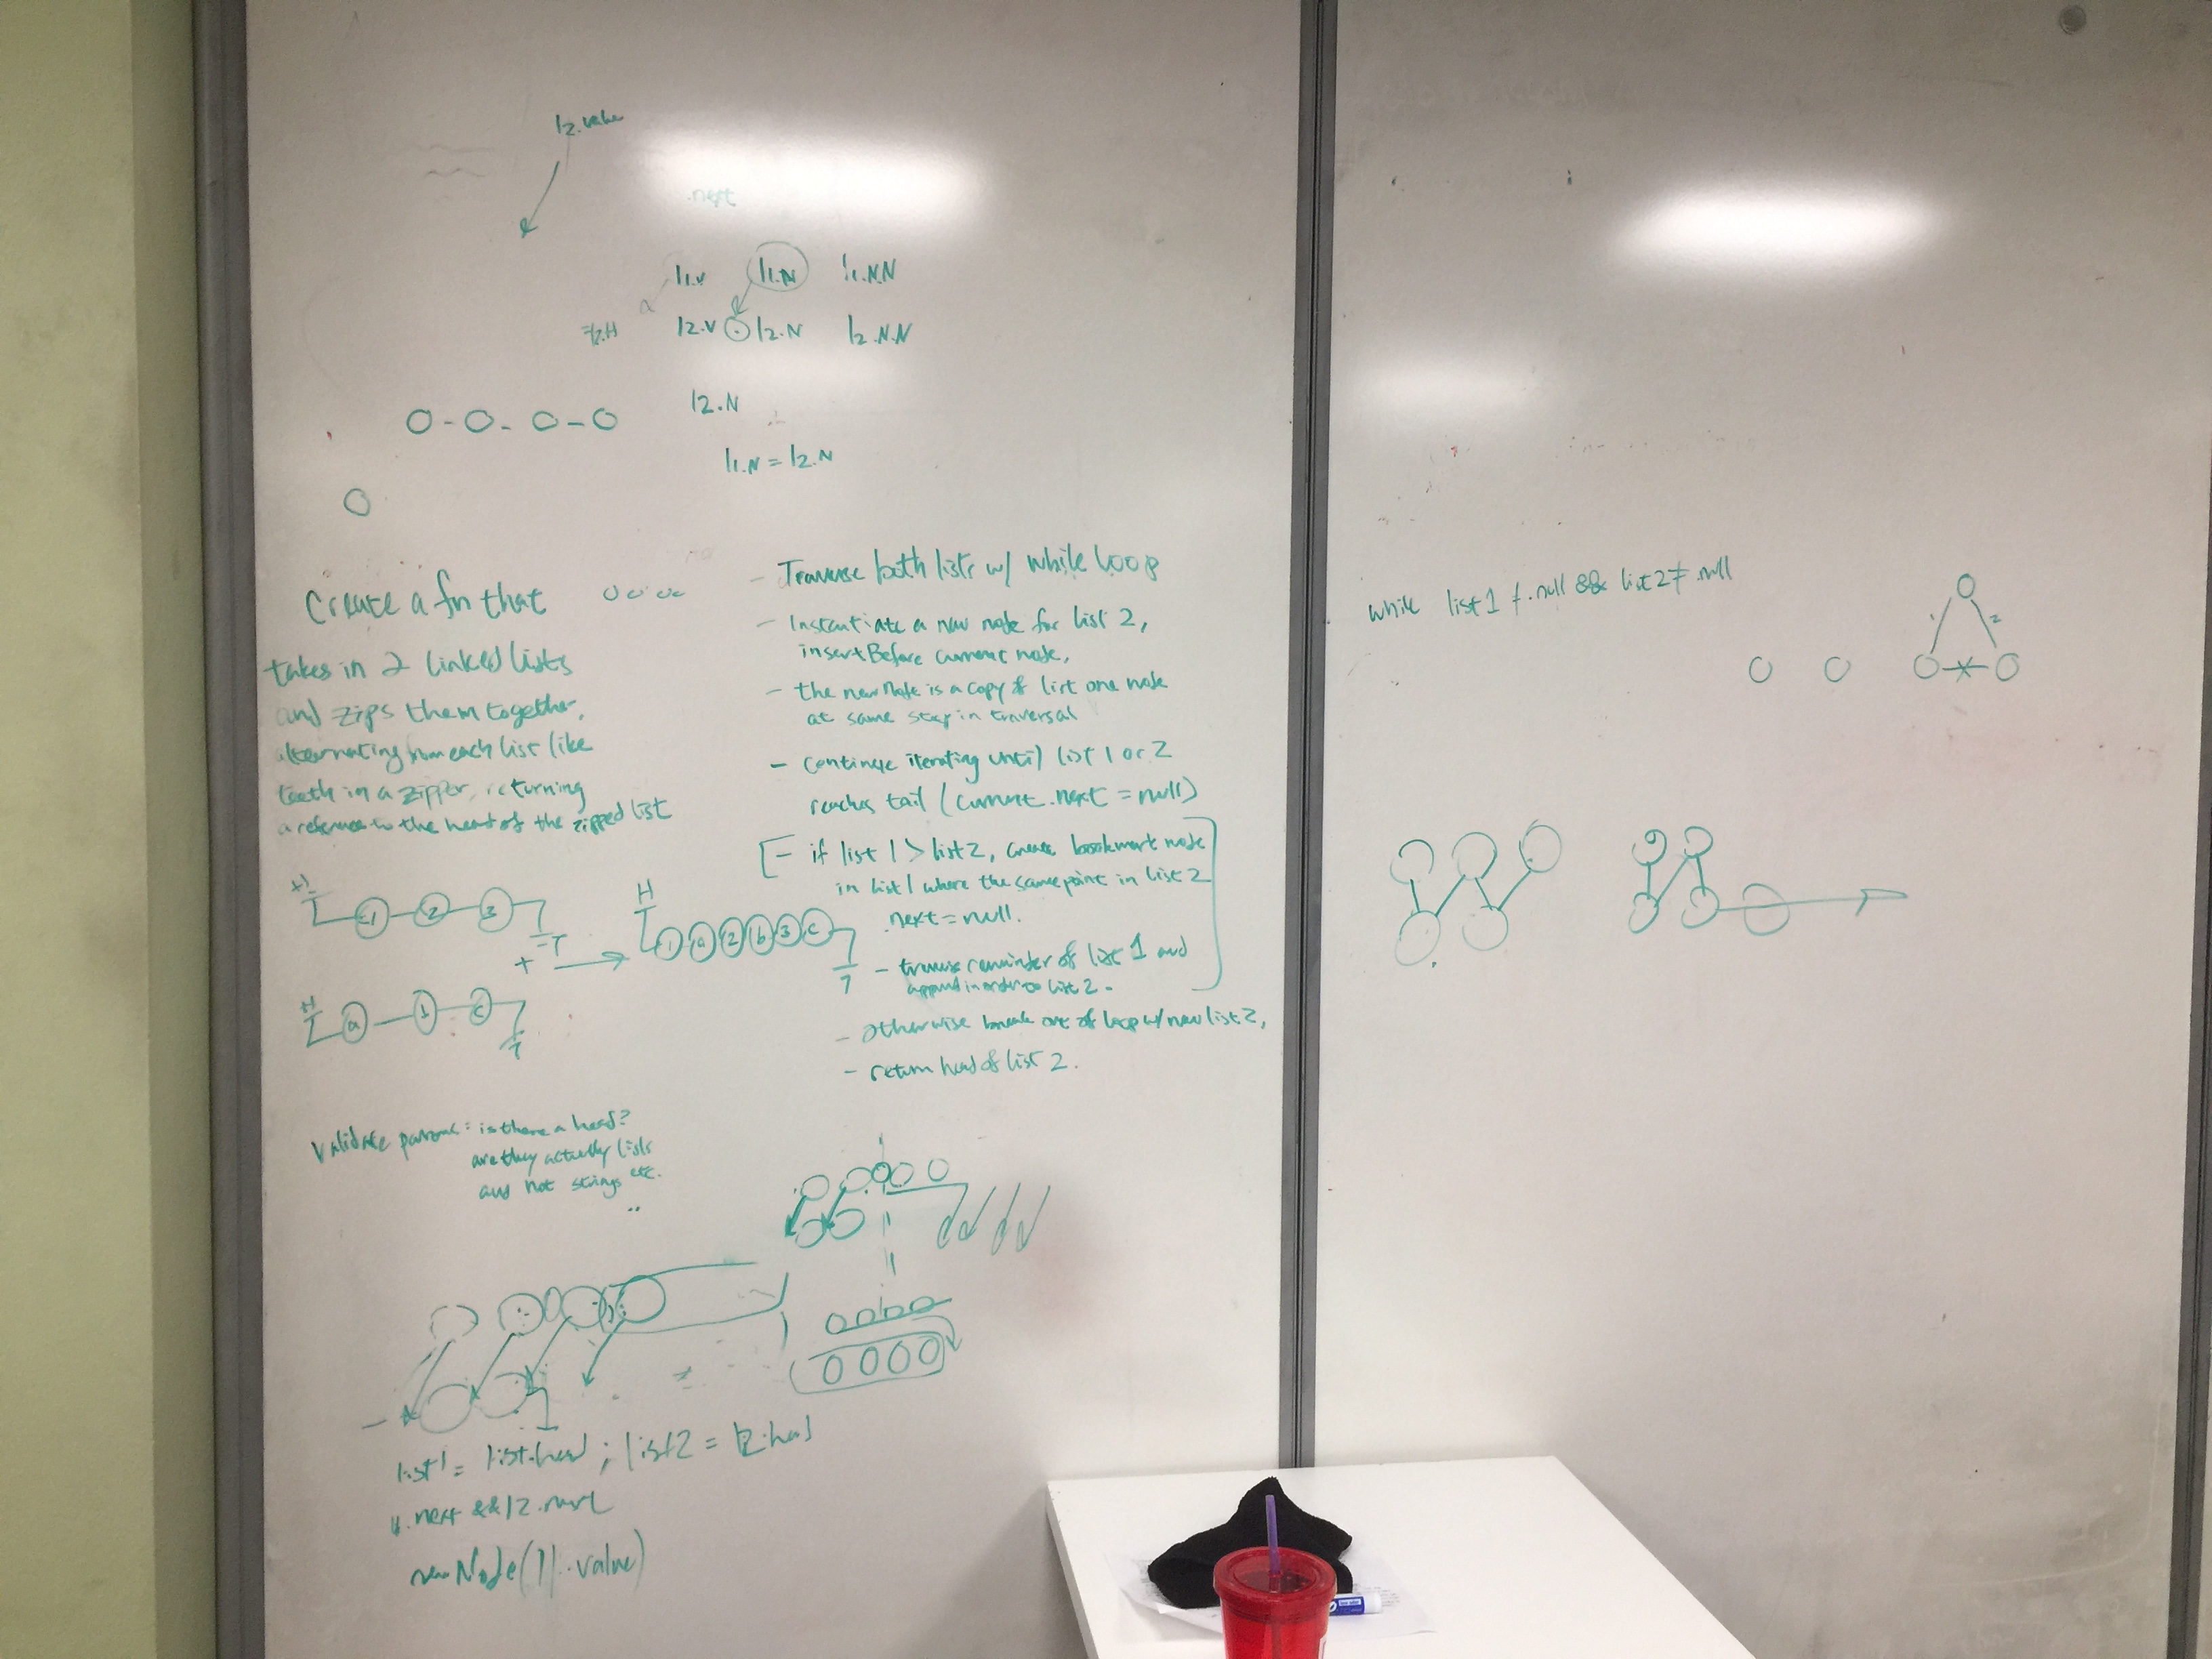 l2.value
.next
l1.v l1.N l1.N.N
l2.H l2.V l2.N l2.N.N
l2.N
l1.N = l2.N
Create a fn that
takes in 2 linked lists
and zips them together,
alternating from each list like
teeth in a zipper, returning
a reference to the head of the zipped list
- Traverse both lists w/ while loop
- Instantiate a new node for list 2,
insertBefore current node,
- the new Node is a copy of list one node
at same step in traversal
- continue iterating until list 1 or 2
reaches tail (current.next = null)
[- if list 1 > list 2, create bookmark node
in list 1 where the same point in list 2
.next = null.
- traverse remainder of list 1 and
append in order to list 2.
- otherwise break out of loop w/ new list 2,
- return head of list 2.
1 2 3
T
H
1 a 2 b 3 c
T
H
a c
T
Validate params: is there a head?
are they actually lists
and not strings etc.
list1 = list.head ; list2 = l2.head
l1.next && l2.next
new Node(l1.value)
while list1 ≠ .null && list2 ≠ .null
1 2